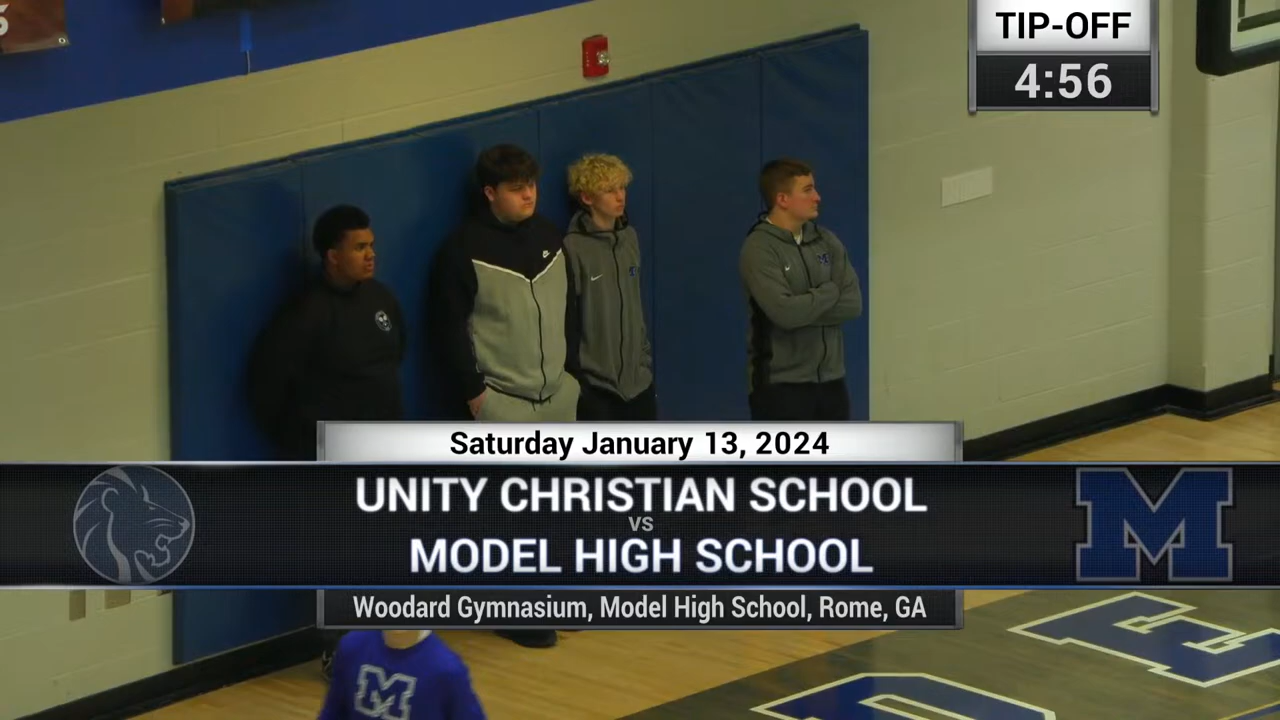 TIP-OFF
4:56
Saturday January 13, 2024
UNITY CHRISTIAN SCHOOL
VS
MODEL HIGH SCHOOL
M
Woodard Gymnasium, Model High School, Rome, GA
M